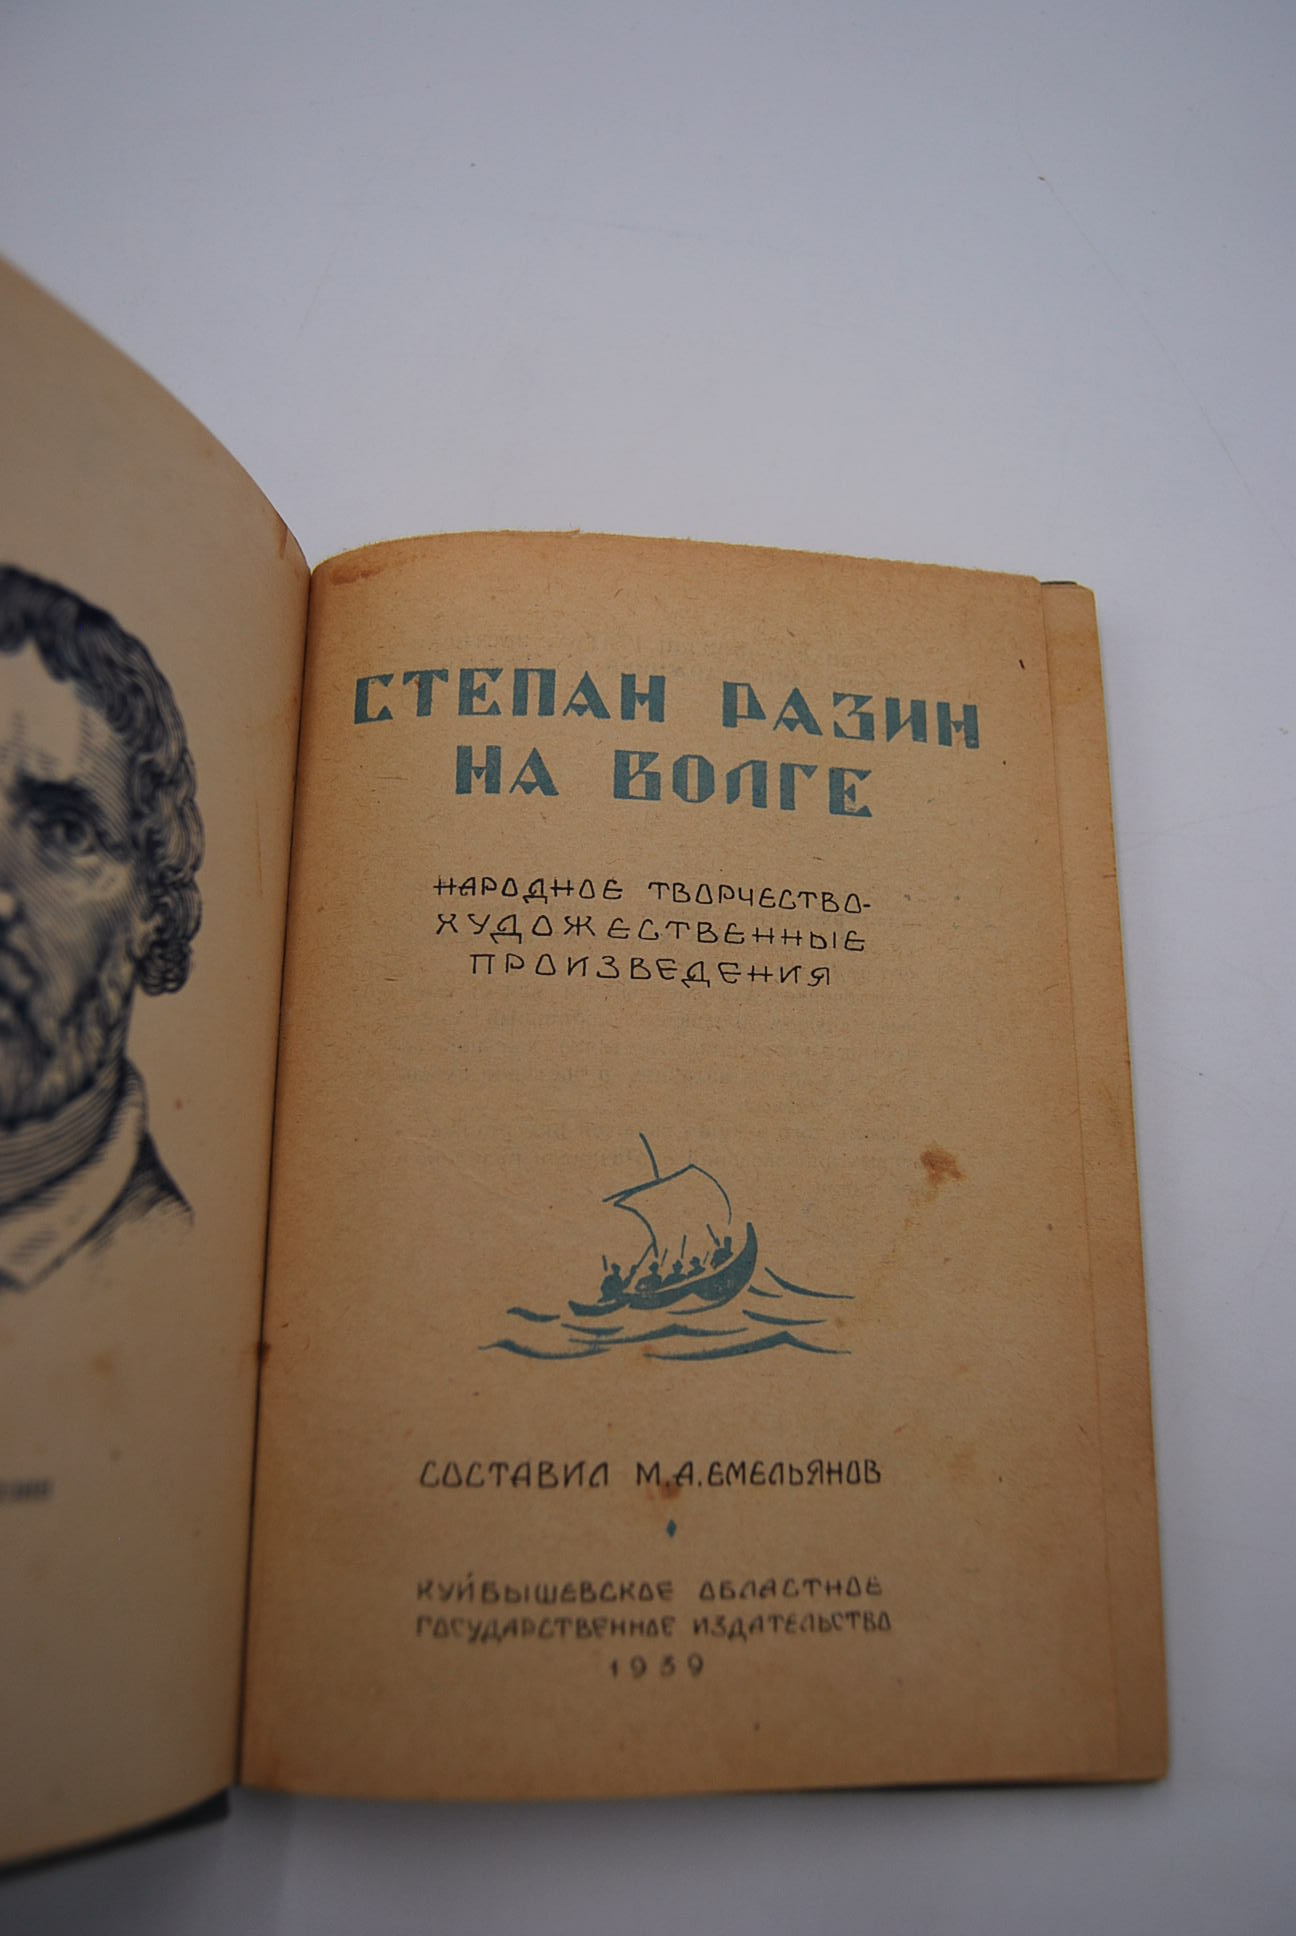 СТЕПАН РАЗИН
НА ВОЛГЕ
НАРОДНОЕ ТВОРЧЕСТВО-
ХУДОЖЕСТВЕННЫЕ
ПРОИЗВЕДЕНИЯ
СОСТАВИЛ М.А.ЕМЕЛЬЯНОВ
КУЙБЫШЕВСКОЕ ОБЛАСТНОЕ
ГОСУДАРСТВЕННОЕ ИЗДАТЕЛЬСТВО
1939